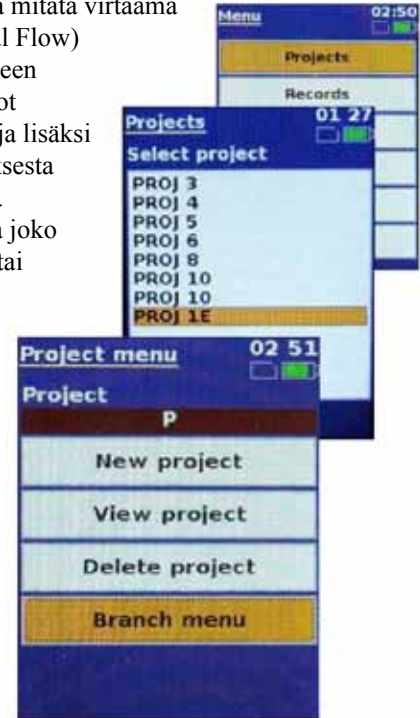 a mitata virtaama
al Flow)
een
ot
ja lisäksi
ksesta
a joko
tai
Menu 02:50
Projects
Records
Projects 01 27
Select project
PROJ 3
PROJ 4
PROJ 5
PROJ 6
PROJ 8
PROJ 10
PROJ 10
PROJ 1E
Project menu 02 51
Project
P
New project
View project
Delete project
Branch menu